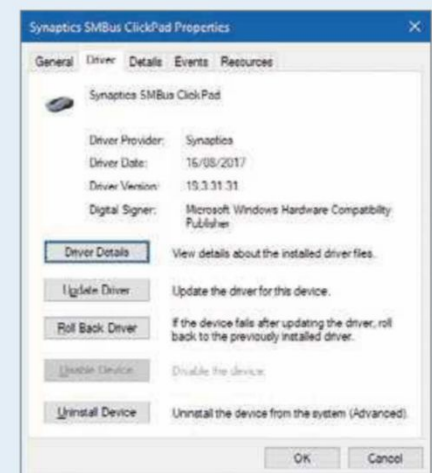 Synaptics SMBus ClickPad Properties
General Driver Details Events Resources
Synaptics SMBus ClickPad
Driver Provider: Synaptics
Driver Date: 16/08/2017
Driver Version: 19.3.31.31
Digital Signer: Microsoft Windows Hardware Compatibility
Publisher
Driver Details View details about the installed driver files.
Update Driver Update the driver for this device.
Roll Back Driver If the device fails after updating the driver, roll
back to the previously installed driver.
Disable Device Disable the device.
Uninstall Device Uninstall the device from the system (Advanced).
OK Cancel